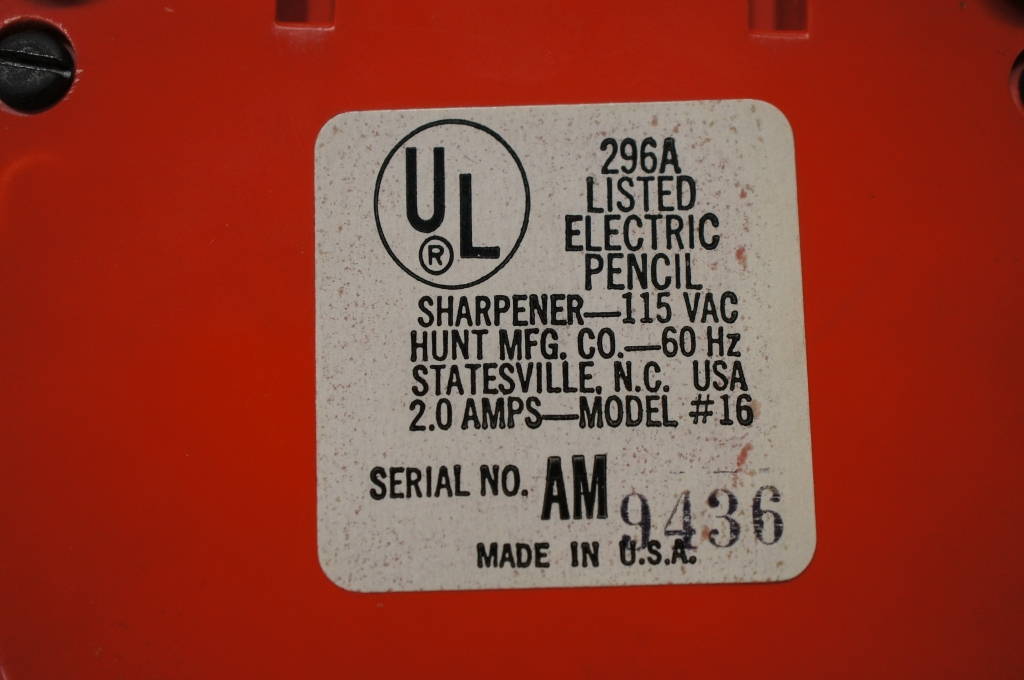 UL
®
296A
LISTED
ELECTRIC
PENCIL
SHARPENER—115 VAC
HUNT MFG. CO.—60 Hz
STATESVILLE, N.C. USA
2.0 AMPS—MODEL #16
SERIAL NO. AM 9436
MADE IN U.S.A.